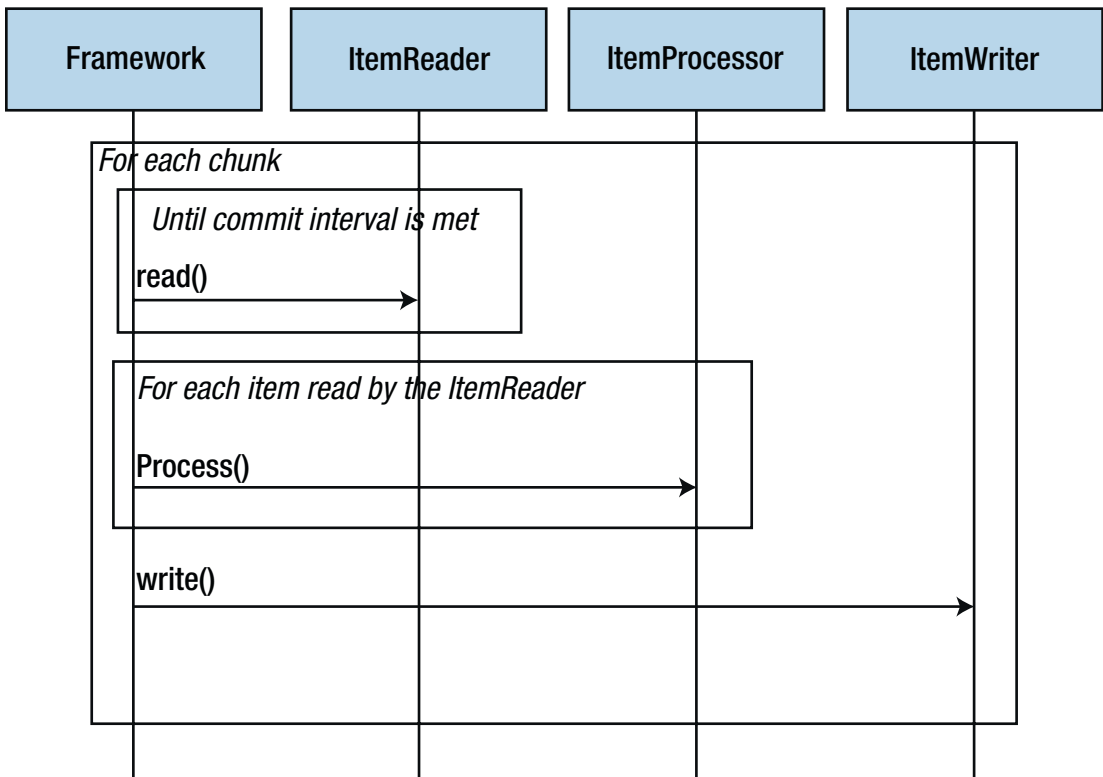 Framework
ItemReader
ItemProcessor
ItemWriter
For each chunk
Until commit interval is met
read()
For each item read by the ItemReader
Process()
write()